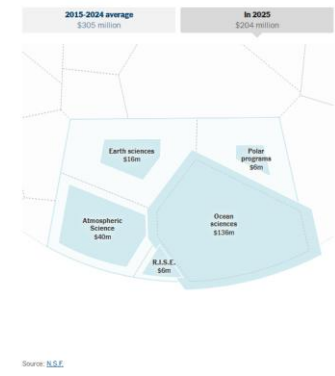 2015-2024 average
$305 million
In 2025
$204 million
Earth sciences
$16m
Polar
programs
$6m
Atmospheric
Science
$40m
Ocean
sciences
$136m
R.I.S.E.
$6m
Source: N.S.F